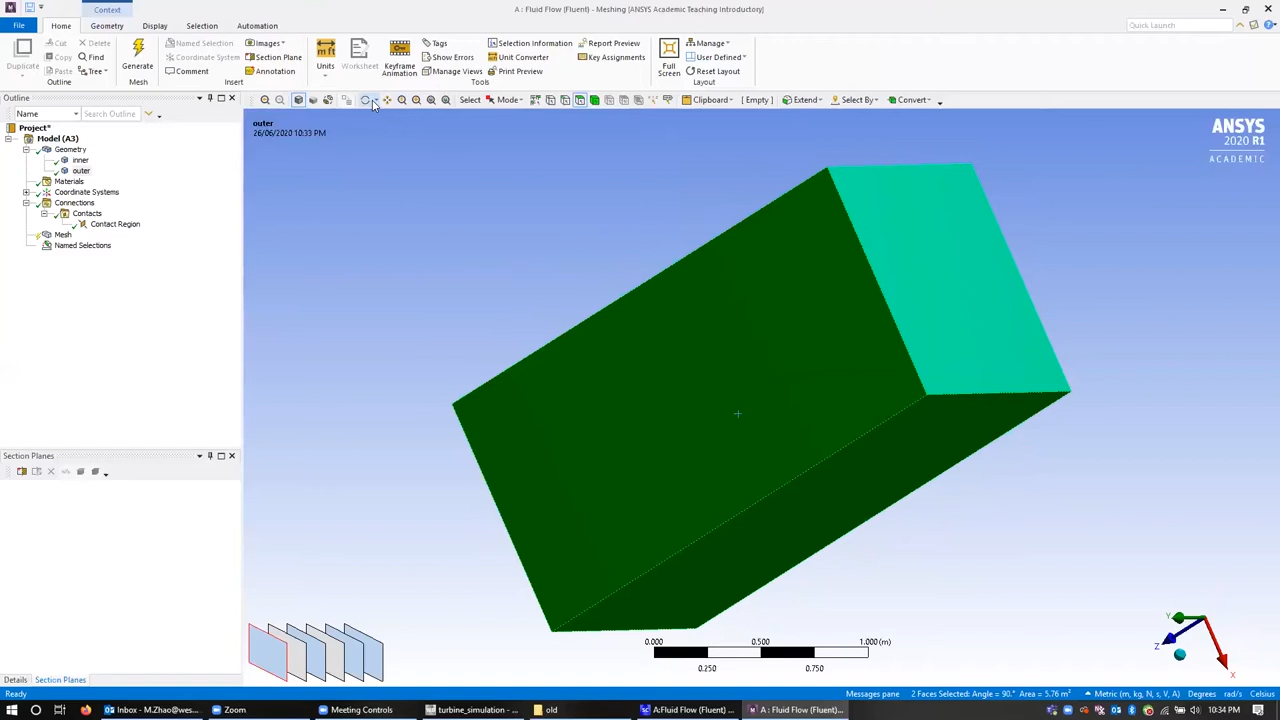 Context
A : Fluid Flow (Fluent) - Meshing [ANSYS Academic Teaching Introductory]
File
Home
Geometry
Display
Selection
Automation
Quick Launch
Duplicate
Cut
Delete
Copy
Find
Paste
Tree
Outline
Generate
Mesh
Named Selection
Coordinate System
Comment
Images
Section Plane
Annotation
Insert
Units
Worksheet
Keyframe
Animation
Tags
Show Errors
Manage Views
Selection Information
Unit Converter
Print Preview
Report Preview
Key Assignments
Tools
Full
Screen
Manage
User Defined
Reset Layout
Layout
Select
Mode
Clipboard
[ Empty ]
Extend
Select By
Convert
Outline
Name
Search Outline
Project*
Model (A3)
Geometry
inner
outer
Materials
Coordinate Systems
Connections
Contacts
Contact Region
Mesh
Named Selections
Section Planes
Details
Section Planes
outer
26/06/2020 10:33 PM
ANSYS
2020 R1
ACADEMIC
0.000
0.500
1.000 (m)
0.250
0.750
Y
Z
X
Ready
Messages pane
2 Faces Selected: Angle = 90.° Area = 5.76 m²
Metric (m, kg, N, s, V, A)
Degrees
rad/s
Celsius
Inbox - M.Zhao@wes...
Zoom
Meeting Controls
turbine_simulation - ...
old
A:Fluid Flow (Fluent) ...
A : Fluid Flow (Fluent)...
10:34 PM